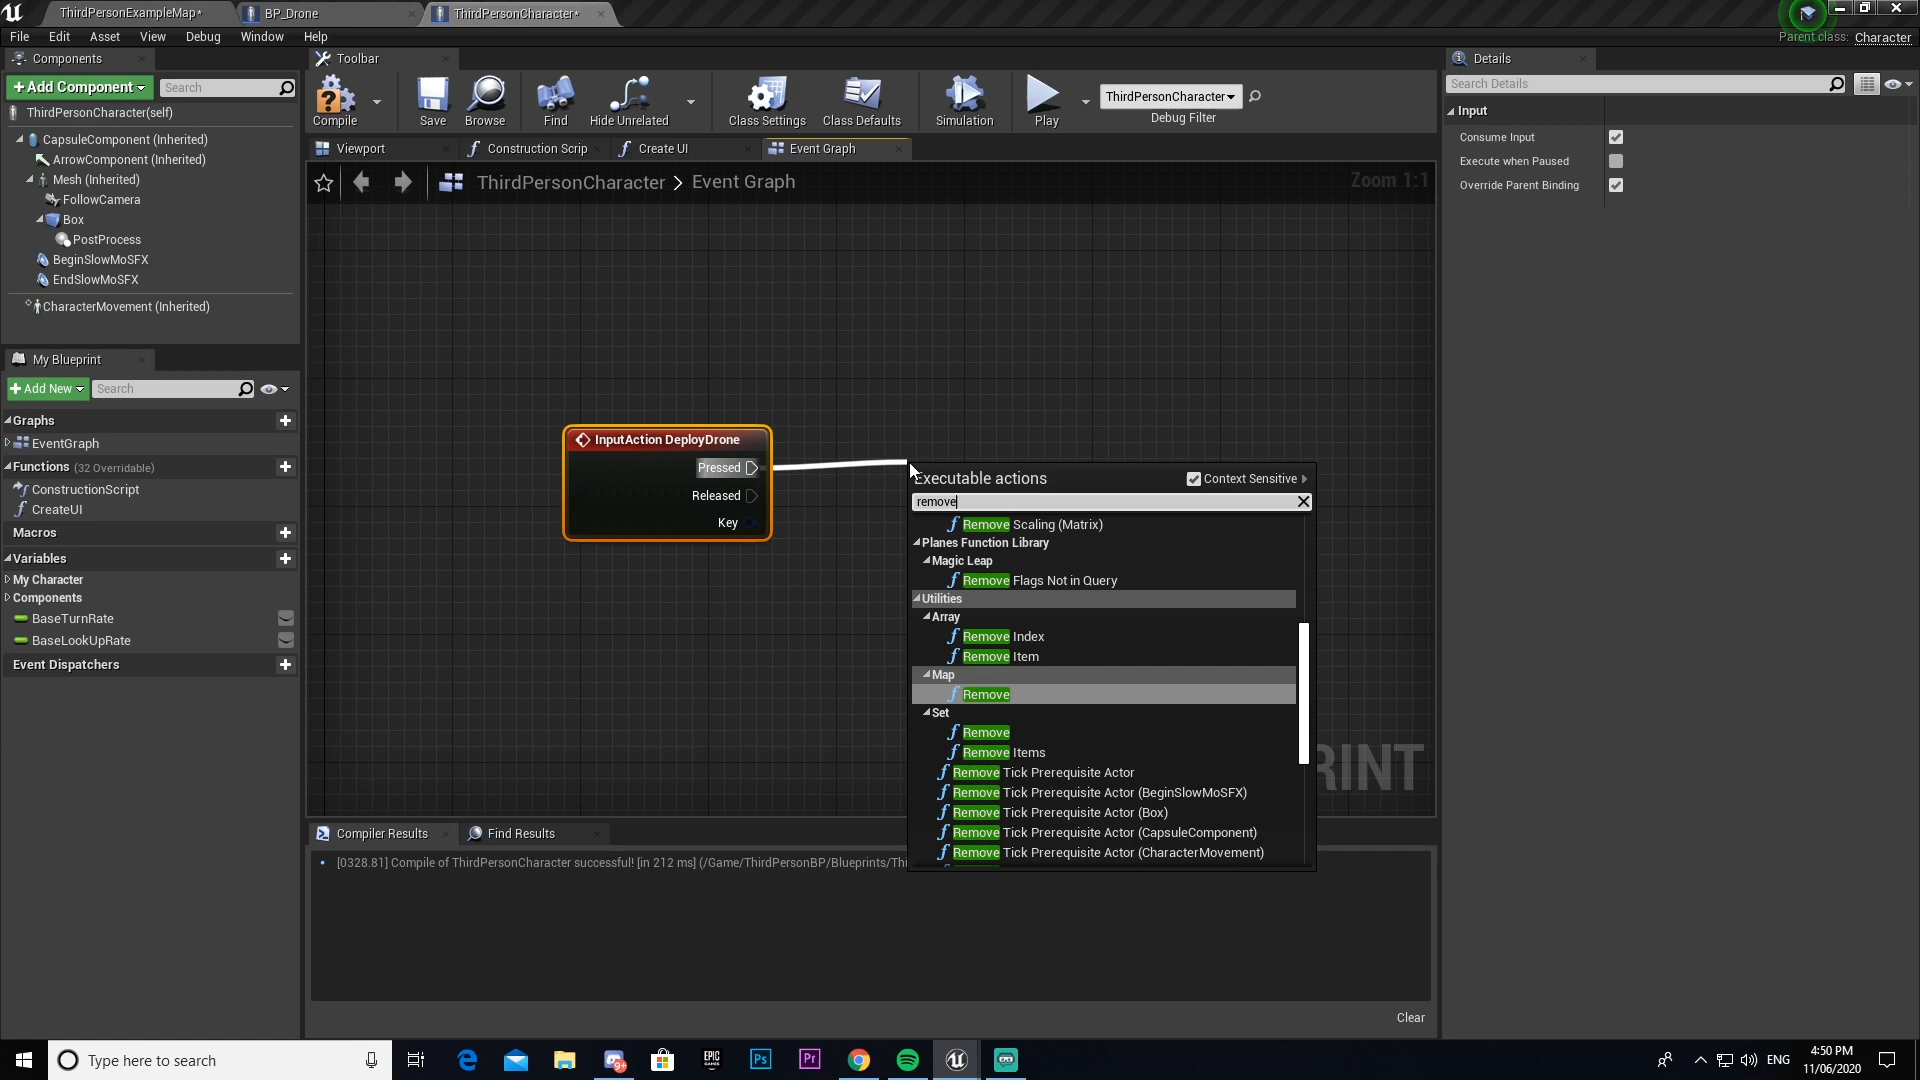 ThirdPersonExampleMap*
BP_Drone
ThirdPersonCharacter*
File Edit Asset View Debug Window Help
Parent class: Character
Components
Toolbar
Details
+Add Component
Search
Search Details
ThirdPersonCharacter(self)
CapsuleComponent (Inherited)
ArrowComponent (Inherited)
Mesh (Inherited)
FollowCamera
Box
PostProcess
BeginSlowMoSFX
EndSlowMoSFX
CharacterMovement (Inherited)
Compile Save Browse Find Hide Unrelated Class Settings Class Defaults Simulation Play
ThirdPersonCharacter
Debug Filter
Input
Consume Input
Execute when Paused
Override Parent Binding
Viewport
Construction Scrip
Create UI
Event Graph
ThirdPersonCharacter > Event Graph
Zoom 1:1
My Blueprint
+Add New
Search
Graphs
EventGraph
Functions (32 Overridable)
ConstructionScript
CreateUI
Macros
Variables
My Character
Components
BaseTurnRate
BaseLookUpRate
Event Dispatchers
InputAction DeployDrone
Pressed
Released
Key
Executable actions
Context Sensitive
remove
Remove Scaling (Matrix)
Planes Function Library
Magic Leap
Remove Flags Not in Query
Utilities
Array
Remove Index
Remove Item
Map
Remove
Set
Remove
Remove Items
Remove Tick Prerequisite Actor
Remove Tick Prerequisite Actor (BeginSlowMoSFX)
Remove Tick Prerequisite Actor (Box)
Remove Tick Prerequisite Actor (CapsuleComponent)
Remove Tick Prerequisite Actor (CharacterMovement)
RINT
Compiler Results
Find Results
[0328.81] Compile of ThirdPersonCharacter successful! [in 212 ms] (/Game/ThirdPersonBP/Blueprints/Thi
Clear
Type here to search
9+
EPIC GAMES
Ps
Pr
ENG
4:50 PM
11/06/2020